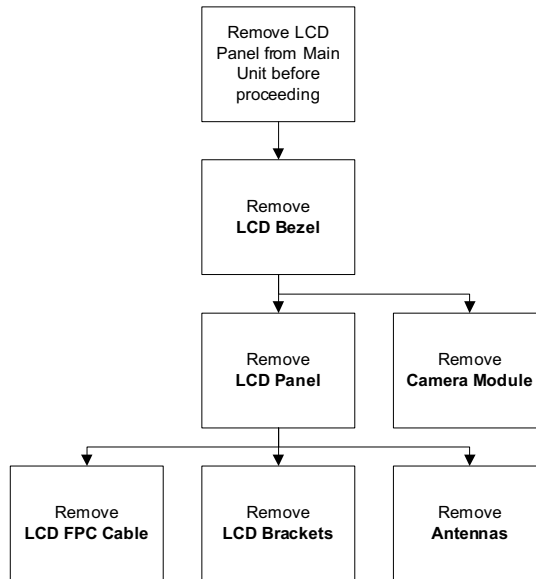 Remove LCD
Panel from Main
Unit before
proceeding
Remove
LCD Bezel
Remove
LCD Panel
Remove
Camera Module
Remove
LCD FPC Cable
Remove
LCD Brackets
Remove
Antennas